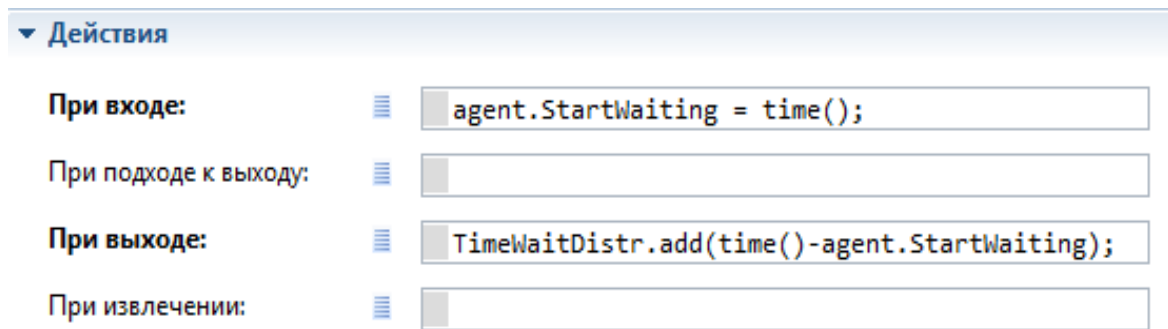 Действия
При входе: agent.StartWaiting = time();
При подходе к выходу:
При выходе: TimeWaitDistr.add(time()-agent.StartWaiting);
При извлечении: